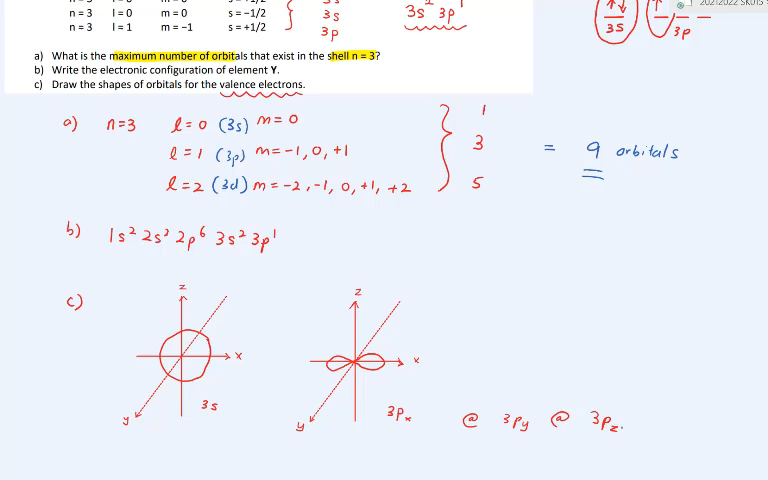 n = 3 l = 0 m = 0 s = −1/2 3s
n = 3 l = 1 m = −1 s = +1/2 3p
3p¹
3s
3p
20212022 SK015
a) What is the maximum number of orbitals that exist in the shell n = 3?
b) Write the electronic configuration of element Y.
c) Draw the shapes of orbitals for the valence electrons.
a) n=3 l=0 (3s) m=0 1
l=1 (3p) m=-1, 0, +1 3 = 9 orbitals
l=2 (3d) m=-2, -1, 0, +1, +2 5
b) 1s² 2s² 2p⁶ 3s² 3p¹
c)
z
x
y
3s
z
x
y
3px @ 3py @ 3pz.